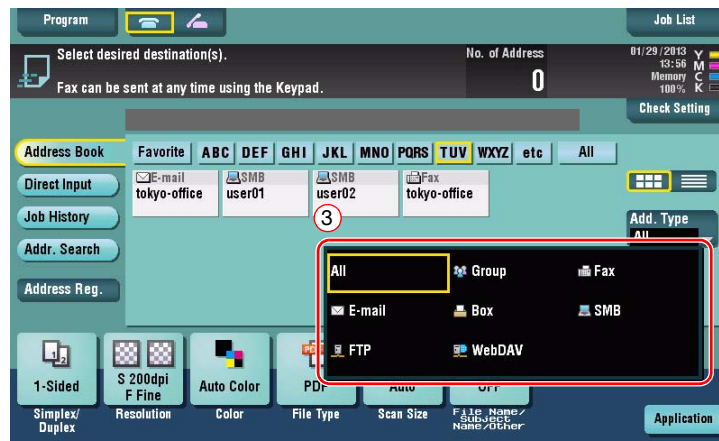 Program
Job List
Select desired destination(s).
No. of Address
01/29/2013
13:56
Memory
100%
Y
M
C
K
Fax can be sent at any time using the Keypad.
0
Check Setting
Address Book
Favorite ABC DEF GHI JKL MNO PQRS TUV WXYZ etc All
Direct Input
E-mail
tokyo-office
SMB
user01
SMB
user02
Fax
tokyo-office
Job History
3
Add. Type
All
Addr. Search
Address Reg.
All Group Fax
E-mail Box SMB
FTP WebDAV
1 2
1-Sided
S 200dpi
F Fine
Auto Color
PDF
Auto
OFF
Simplex/
Duplex
Resolution
Color
File Type
Scan Size
File Name/
Subject
Name/Other
Application